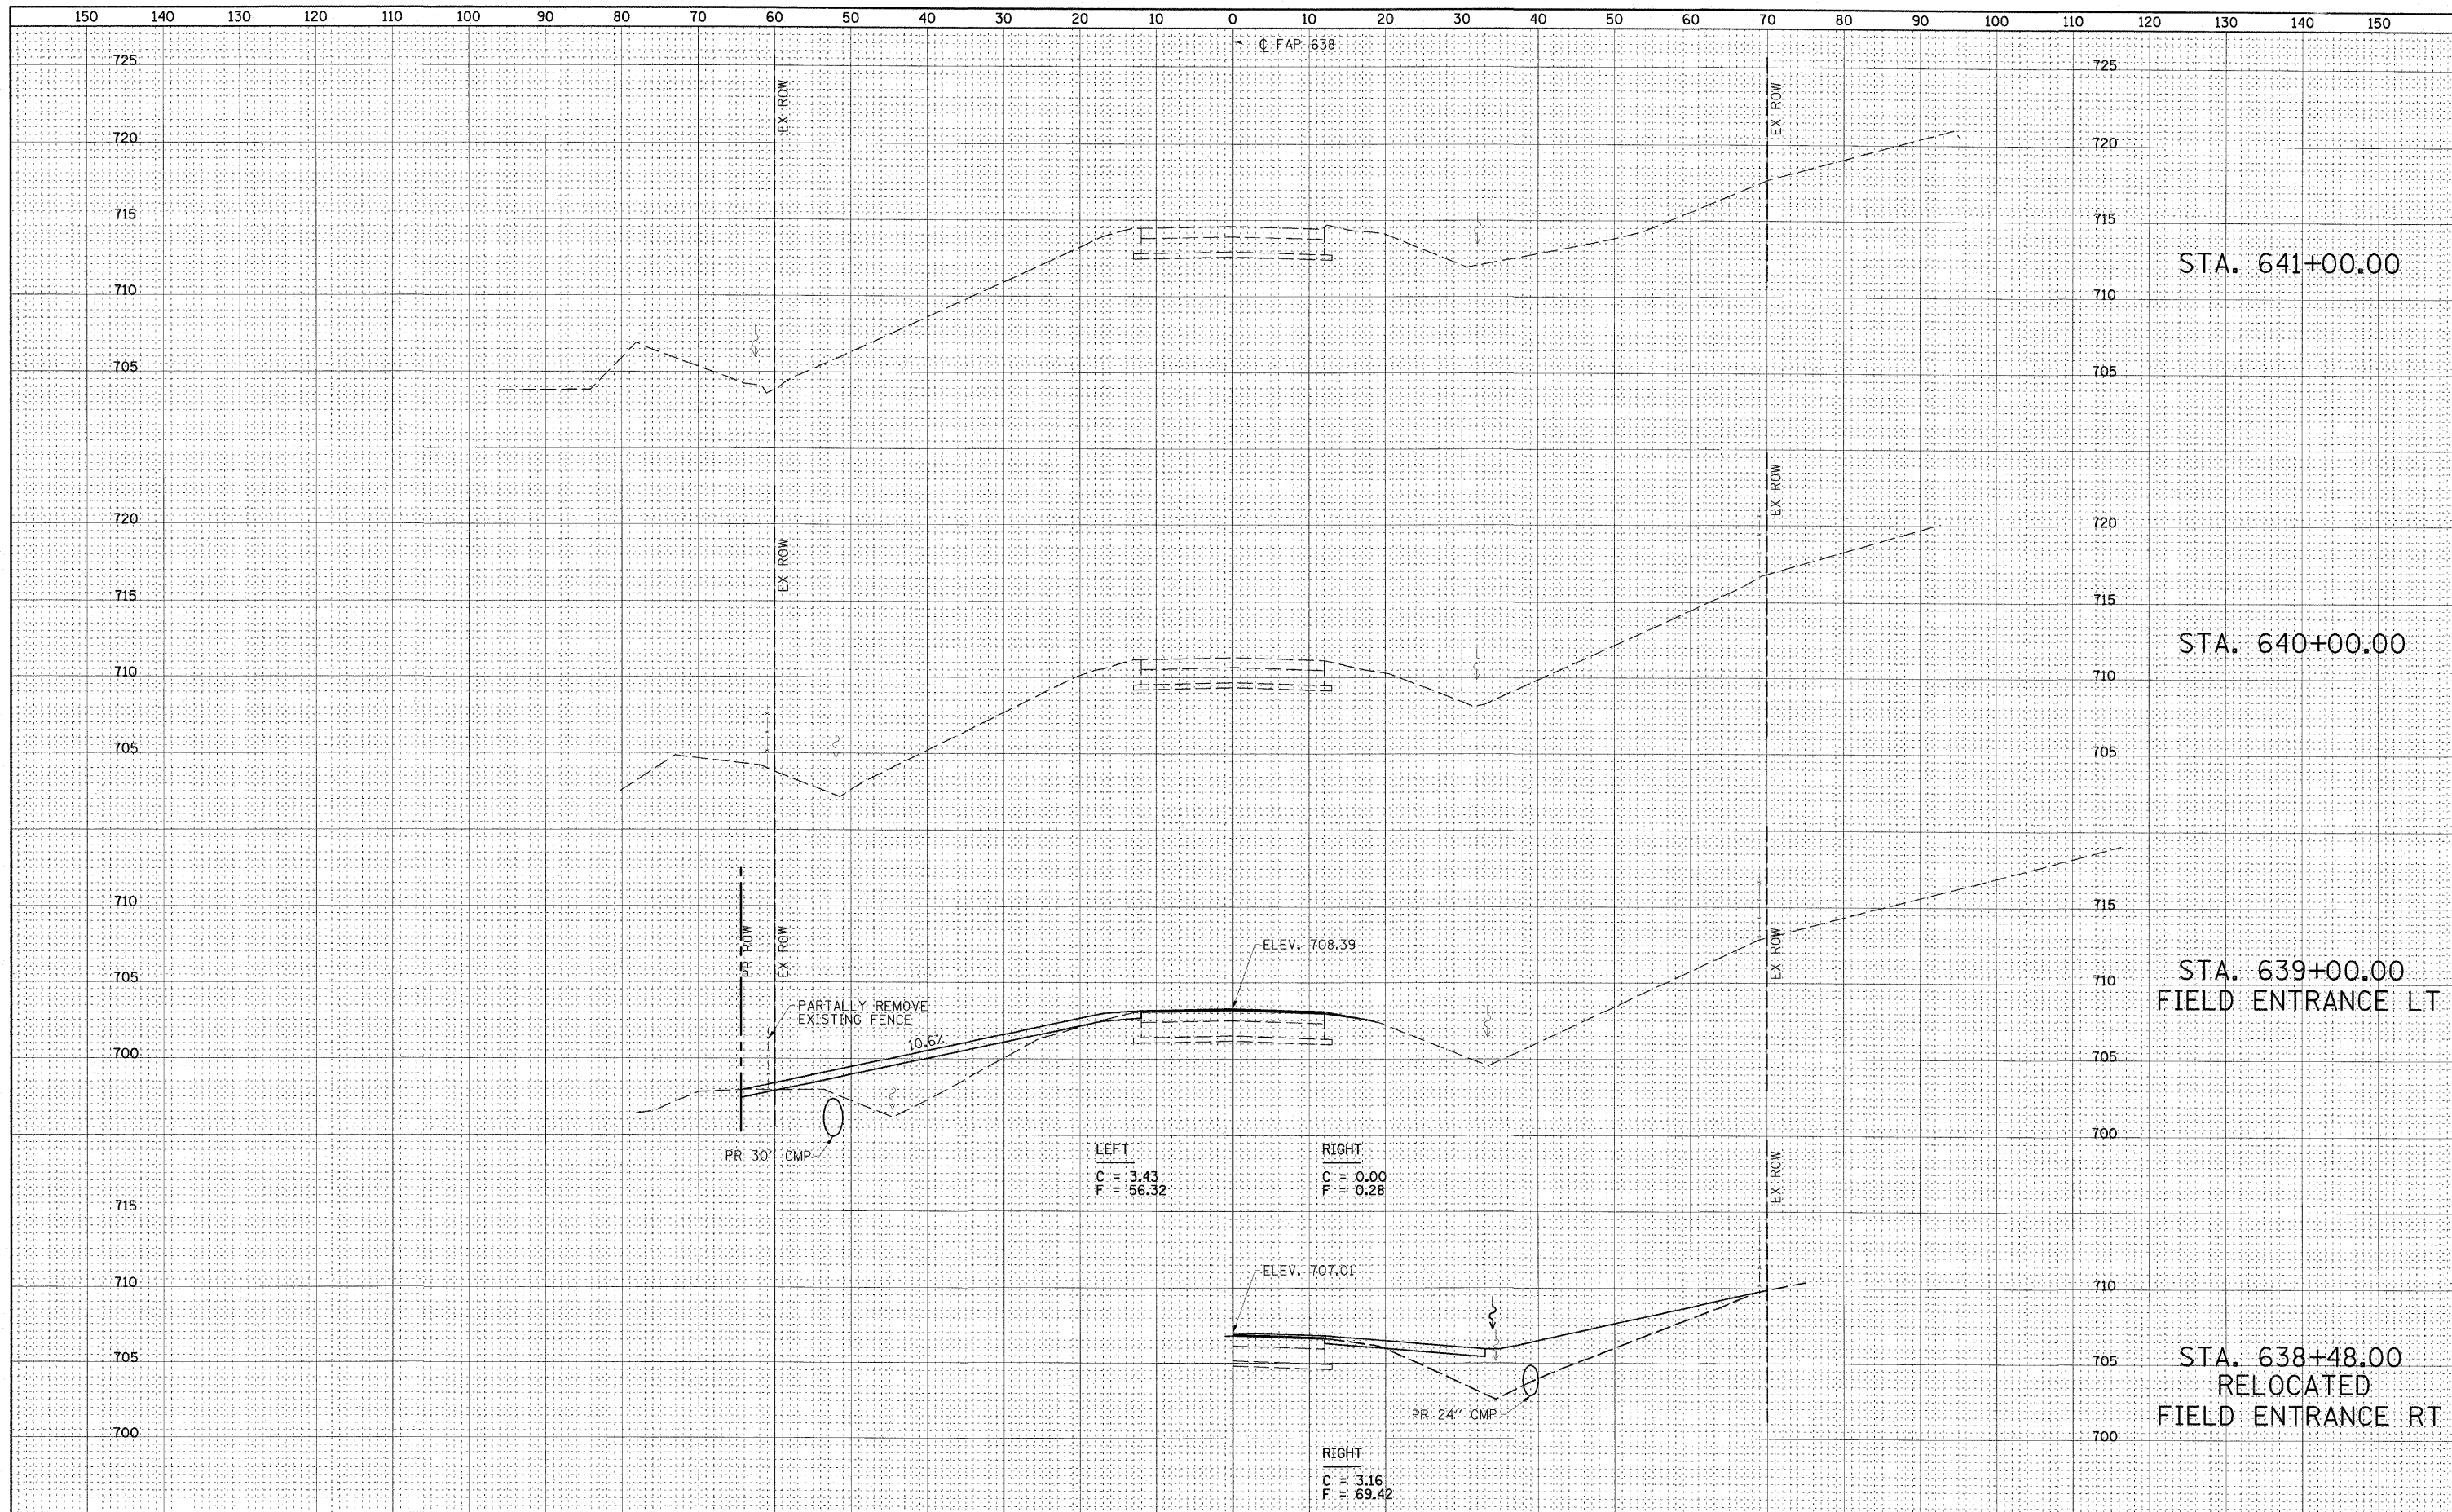 150 140 130 120 110 100 90 80 70 60 50 40 30 20 10 0 10 20 30 40 50 60 70 80 90 100 110 120 130 140 150
℄ FAP 638
725 725
EX ROW EX ROW
720 720
715 715
STA. 641+00.00
710 710
705 705
EX ROW EX ROW
720 720
715 715
STA. 640+00.00
710 710
705 705
710 715
PR ROW EX ROW EX ROW
ELEV. 708.39
705 710
STA. 639+00.00
FIELD ENTRANCE LT
PARTALLY REMOVE
EXISTING FENCE
10.6%
700 705
700
PR 30" CMP
LEFT RIGHT
C = 3.43 C = 0.00
F = 56.32 F = 0.28
EX ROW
715
ELEV. 707.01
710 710
705 705
STA. 638+48.00
RELOCATED
FIELD ENTRANCE RT
PR 24" CMP
700 700
RIGHT
C = 3.16
F = 69.42